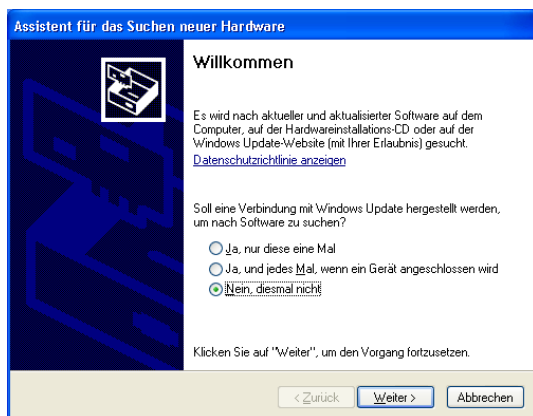 Assistent für das Suchen neuer Hardware
Willkommen
Es wird nach aktueller und aktualisierter Software auf dem
Computer, auf der Hardwareinstallations-CD oder auf der
Windows Update-Website (mit Ihrer Erlaubnis) gesucht.
Datenschutzrichtlinie anzeigen
Soll eine Verbindung mit Windows Update hergestellt werden,
um nach Software zu suchen?
Ja, nur diese eine Mal
Ja, und jedes Mal, wenn ein Gerät angeschlossen wird
Nein, diesmal nicht
Klicken Sie auf "Weiter", um den Vorgang fortzusetzen.
< Zurück Weiter > Abbrechen